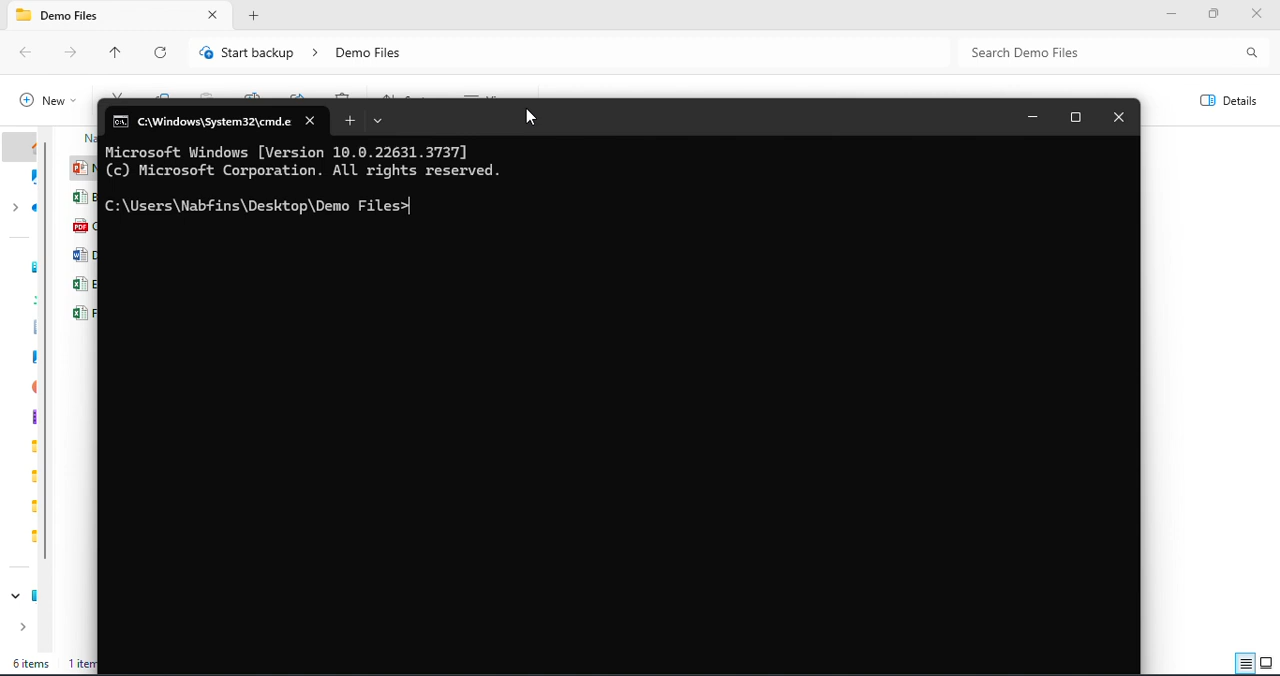 Demo Files
Start backup > Demo Files
Search Demo Files
New
Details
C:\Windows\System32\cmd.e
Microsoft Windows [Version 10.0.22631.3737]
(c) Microsoft Corporation. All rights reserved.
C:\Users\Nabfins\Desktop\Demo Files>
PDF
6 items